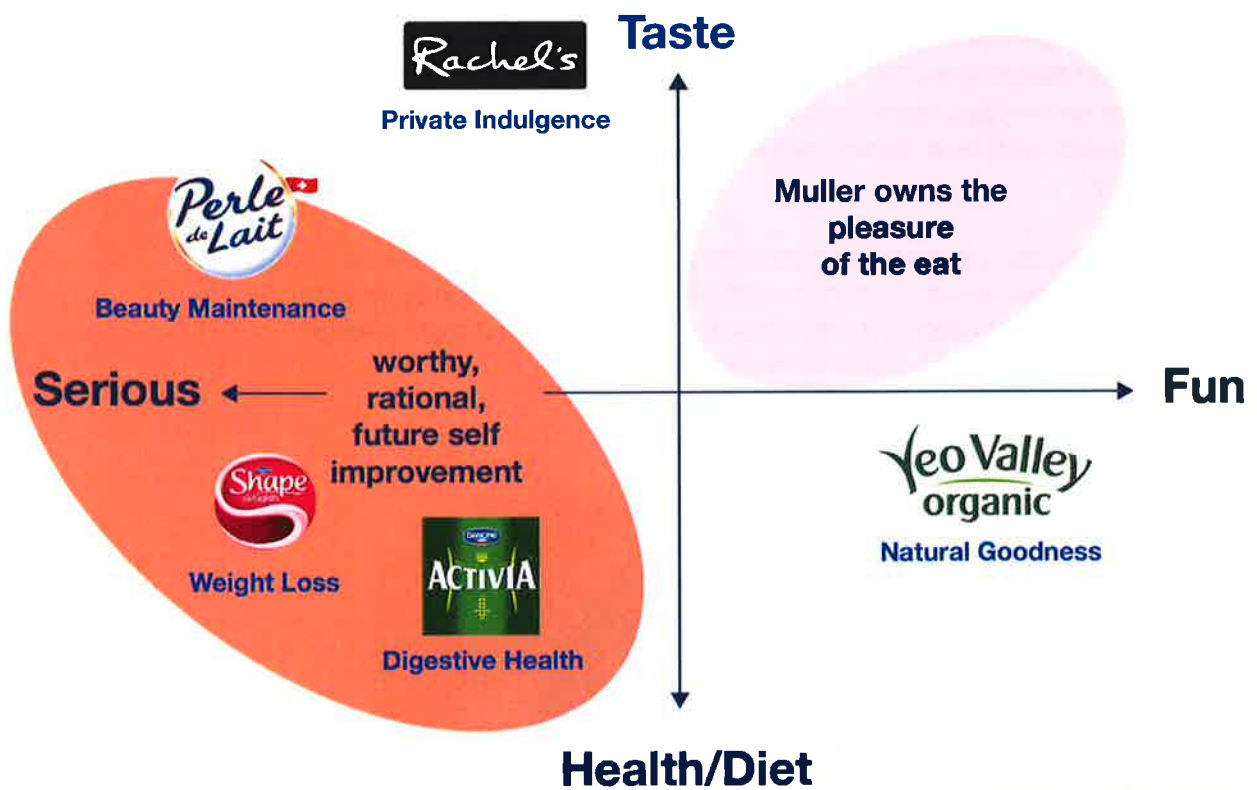 Rachel's
Taste
Private Indulgence
Muller owns the
pleasure
of the eat
Perle
de Lait
Beauty Maintenance
Serious
worthy,
rational,
future self
improvement
Fun
Shape
Weight Loss
DANONE
ACTIVIA
Digestive Health
Yeo Valley
organic
Natural Goodness
Health/Diet